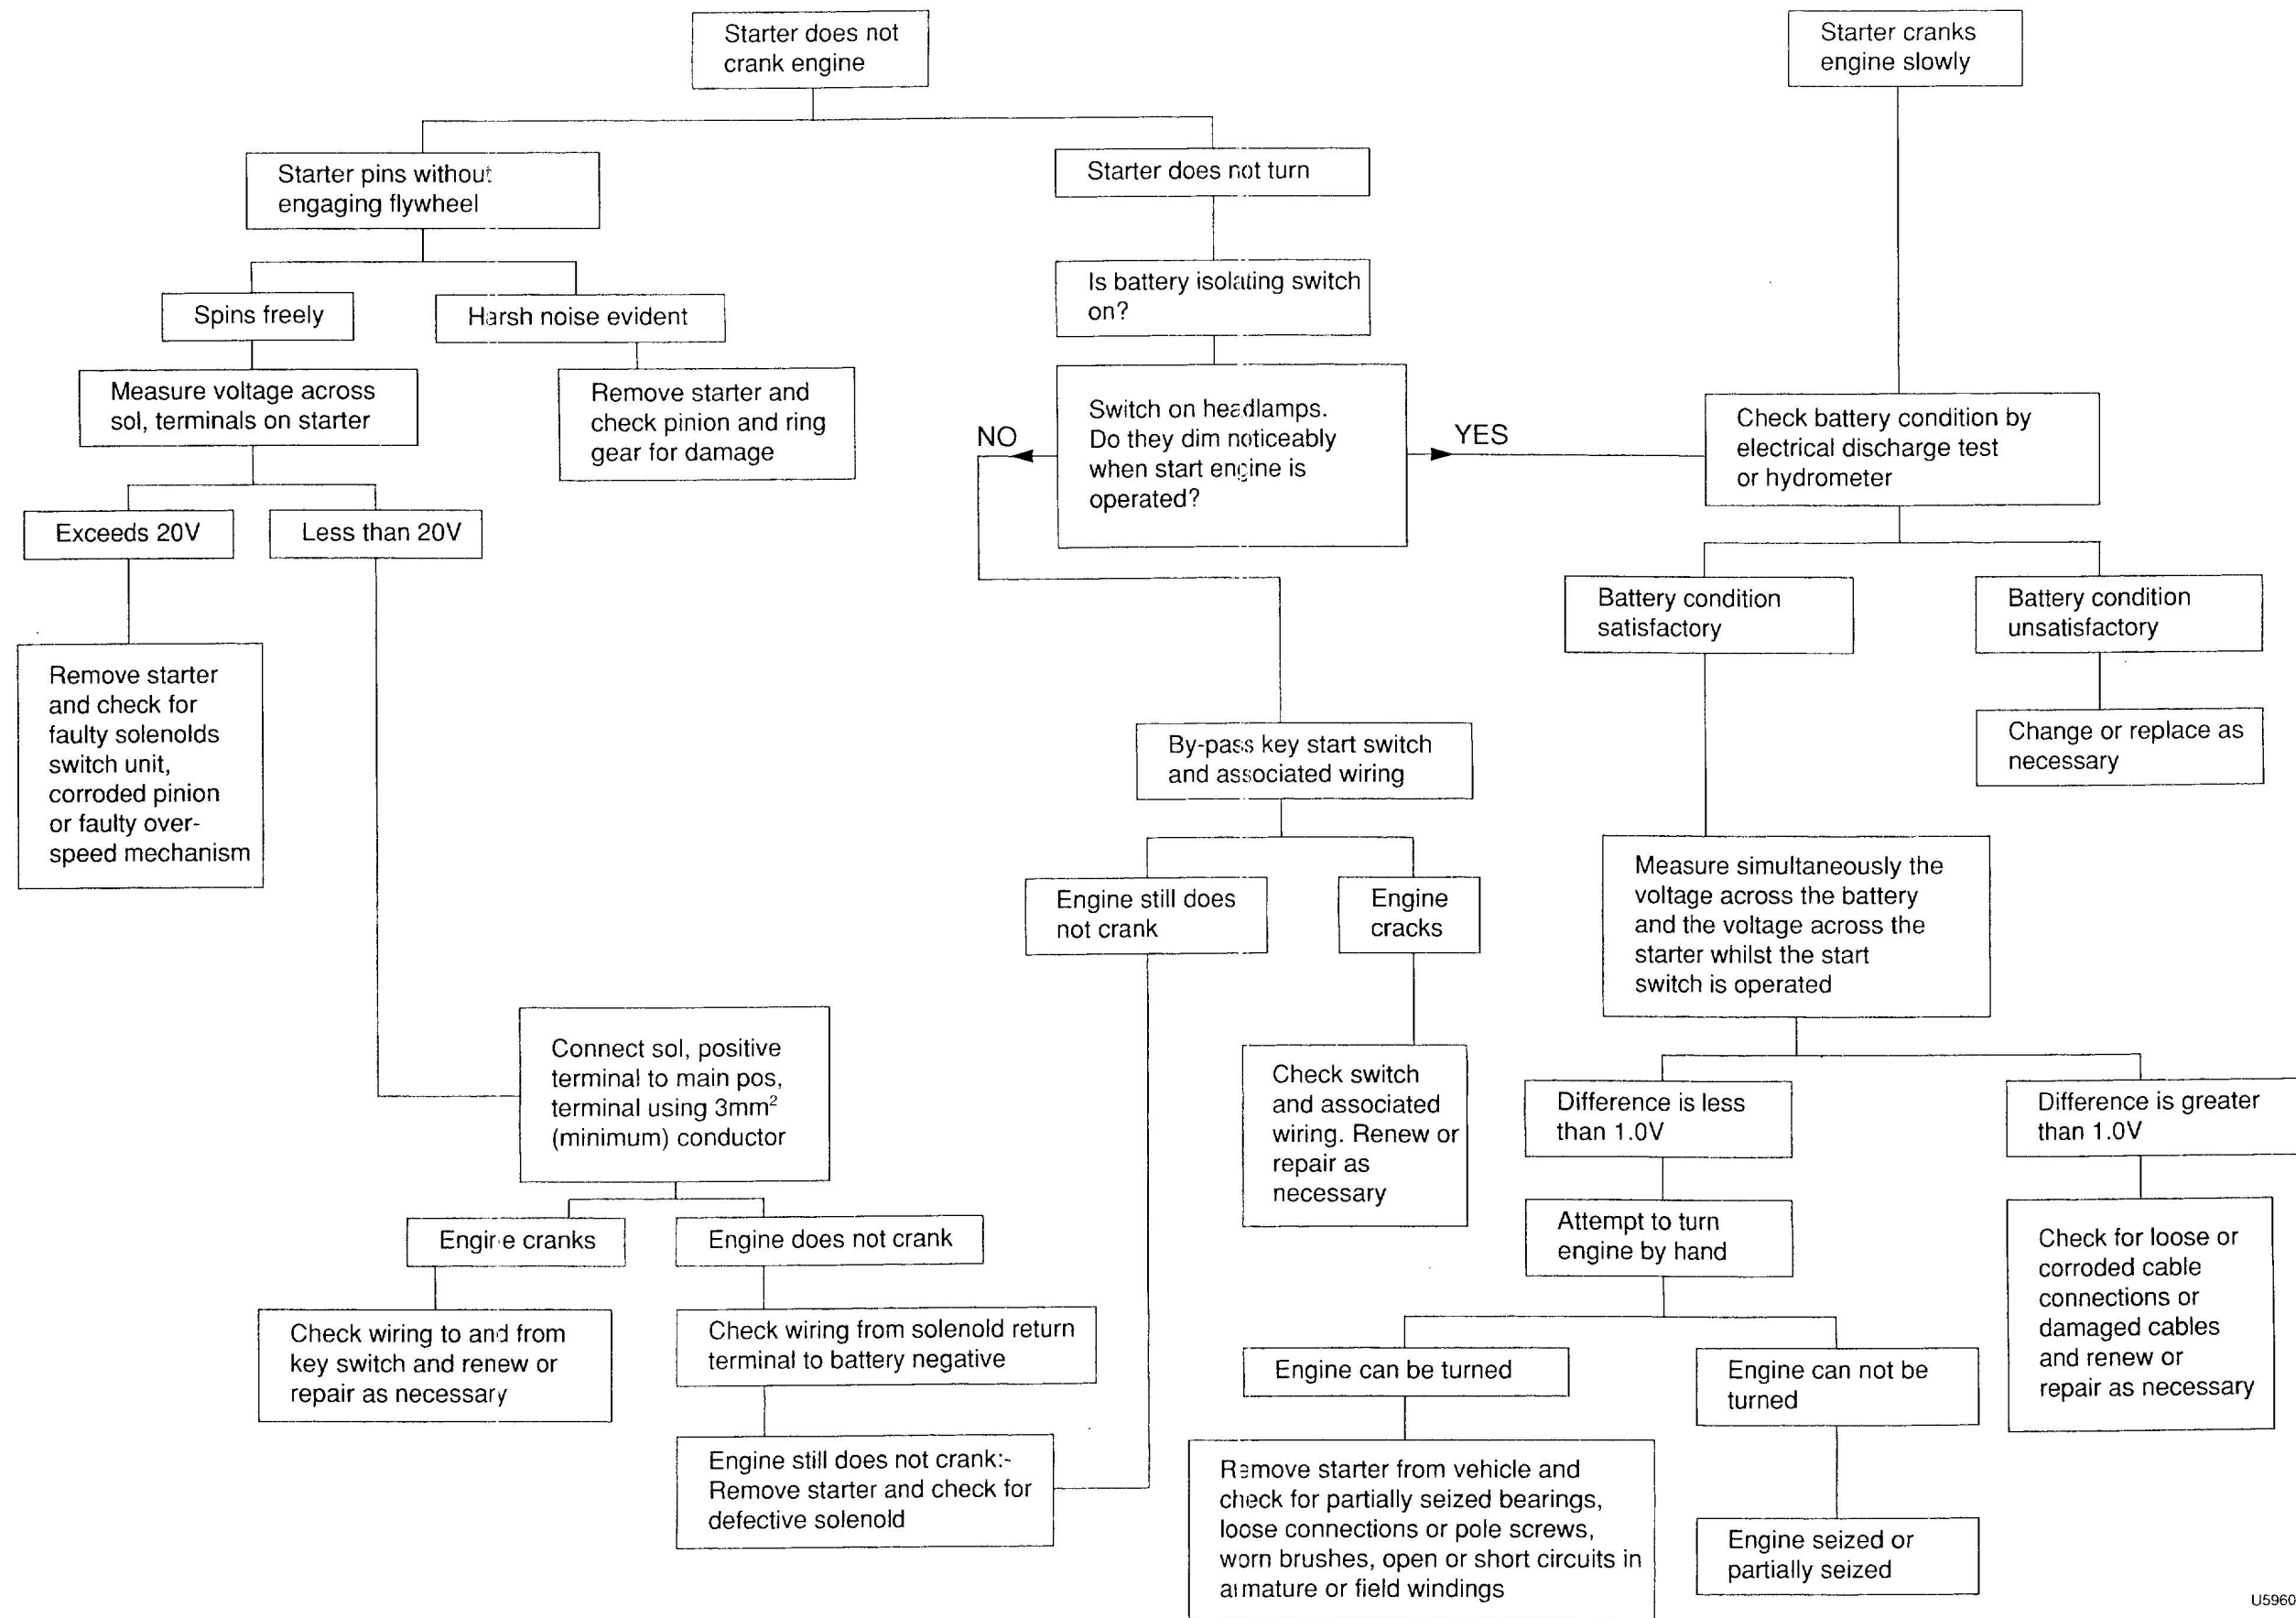 Starter does not
crank engine
Starter cranks
engine slowly
Starter pins without
engaging flywheel
Starter does not turn
Is battery isolating switch
on?
Spins freely
Harsh noise evident
Measure voltage across
sol, terminals on starter
Remove starter and
check pinion and ring
gear for damage
NO
Switch on headlamps.
Do they dim noticeably
when start engine is
operated?
YES
Check battery condition by
electrical discharge test
or hydrometer
Exceeds 20V
Less than 20V
Battery condition
satisfactory
Battery condition
unsatisfactory
Remove starter
and check for
faulty solenolds
switch unit,
corroded pinion
or faulty over-
speed mechanism
By-pass key start switch
and associated wiring
Change or replace as
necessary
Engine still does
not crank
Engine
cracks
Measure simultaneously the
voltage across the battery
and the voltage across the
starter whilst the start
switch is operated
Connect sol, positive
terminal to main pos,
terminal using 3mm²
(minimum) conductor
Check switch
and associated
wiring. Renew or
repair as
necessary
Difference is less
than 1.0V
Difference is greater
than 1.0V
Engine cranks
Engine does not crank
Attempt to turn
engine by hand
Check for loose or
corroded cable
connections or
damaged cables
and renew or
repair as necessary
Check wiring to and from
key switch and renew or
repair as necessary
Check wiring from solenold return
terminal to battery negative
Engine can be turned
Engine can not be
turned
Engine still does not crank:-
Remove starter and check for
defective solenold
Remove starter from vehicle and
check for partially seized bearings,
loose connections or pole screws,
worn brushes, open or short circuits in
armature or field windings
Engine seized or
partially seized
U5960